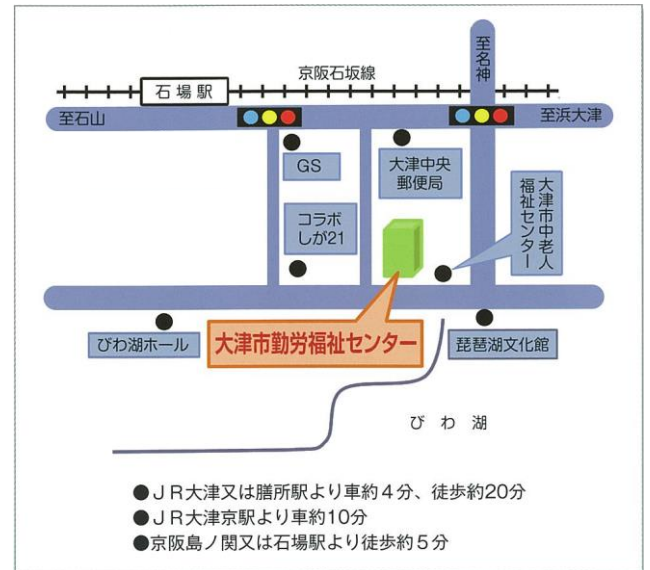 至名神
京阪石坂線
石場駅
至石山
至浜大津
GS
大津中央
郵便局
大津市中老人
福祉センター
コラボ
しが21
びわ湖ホール
大津市勤労福祉センター
琵琶湖文化館
びわ湖
●JR大津又は膳所駅より車約4分、徒歩約20分
●JR大津京駅より車約10分
●京阪島ノ関又は石場駅より徒歩約5分